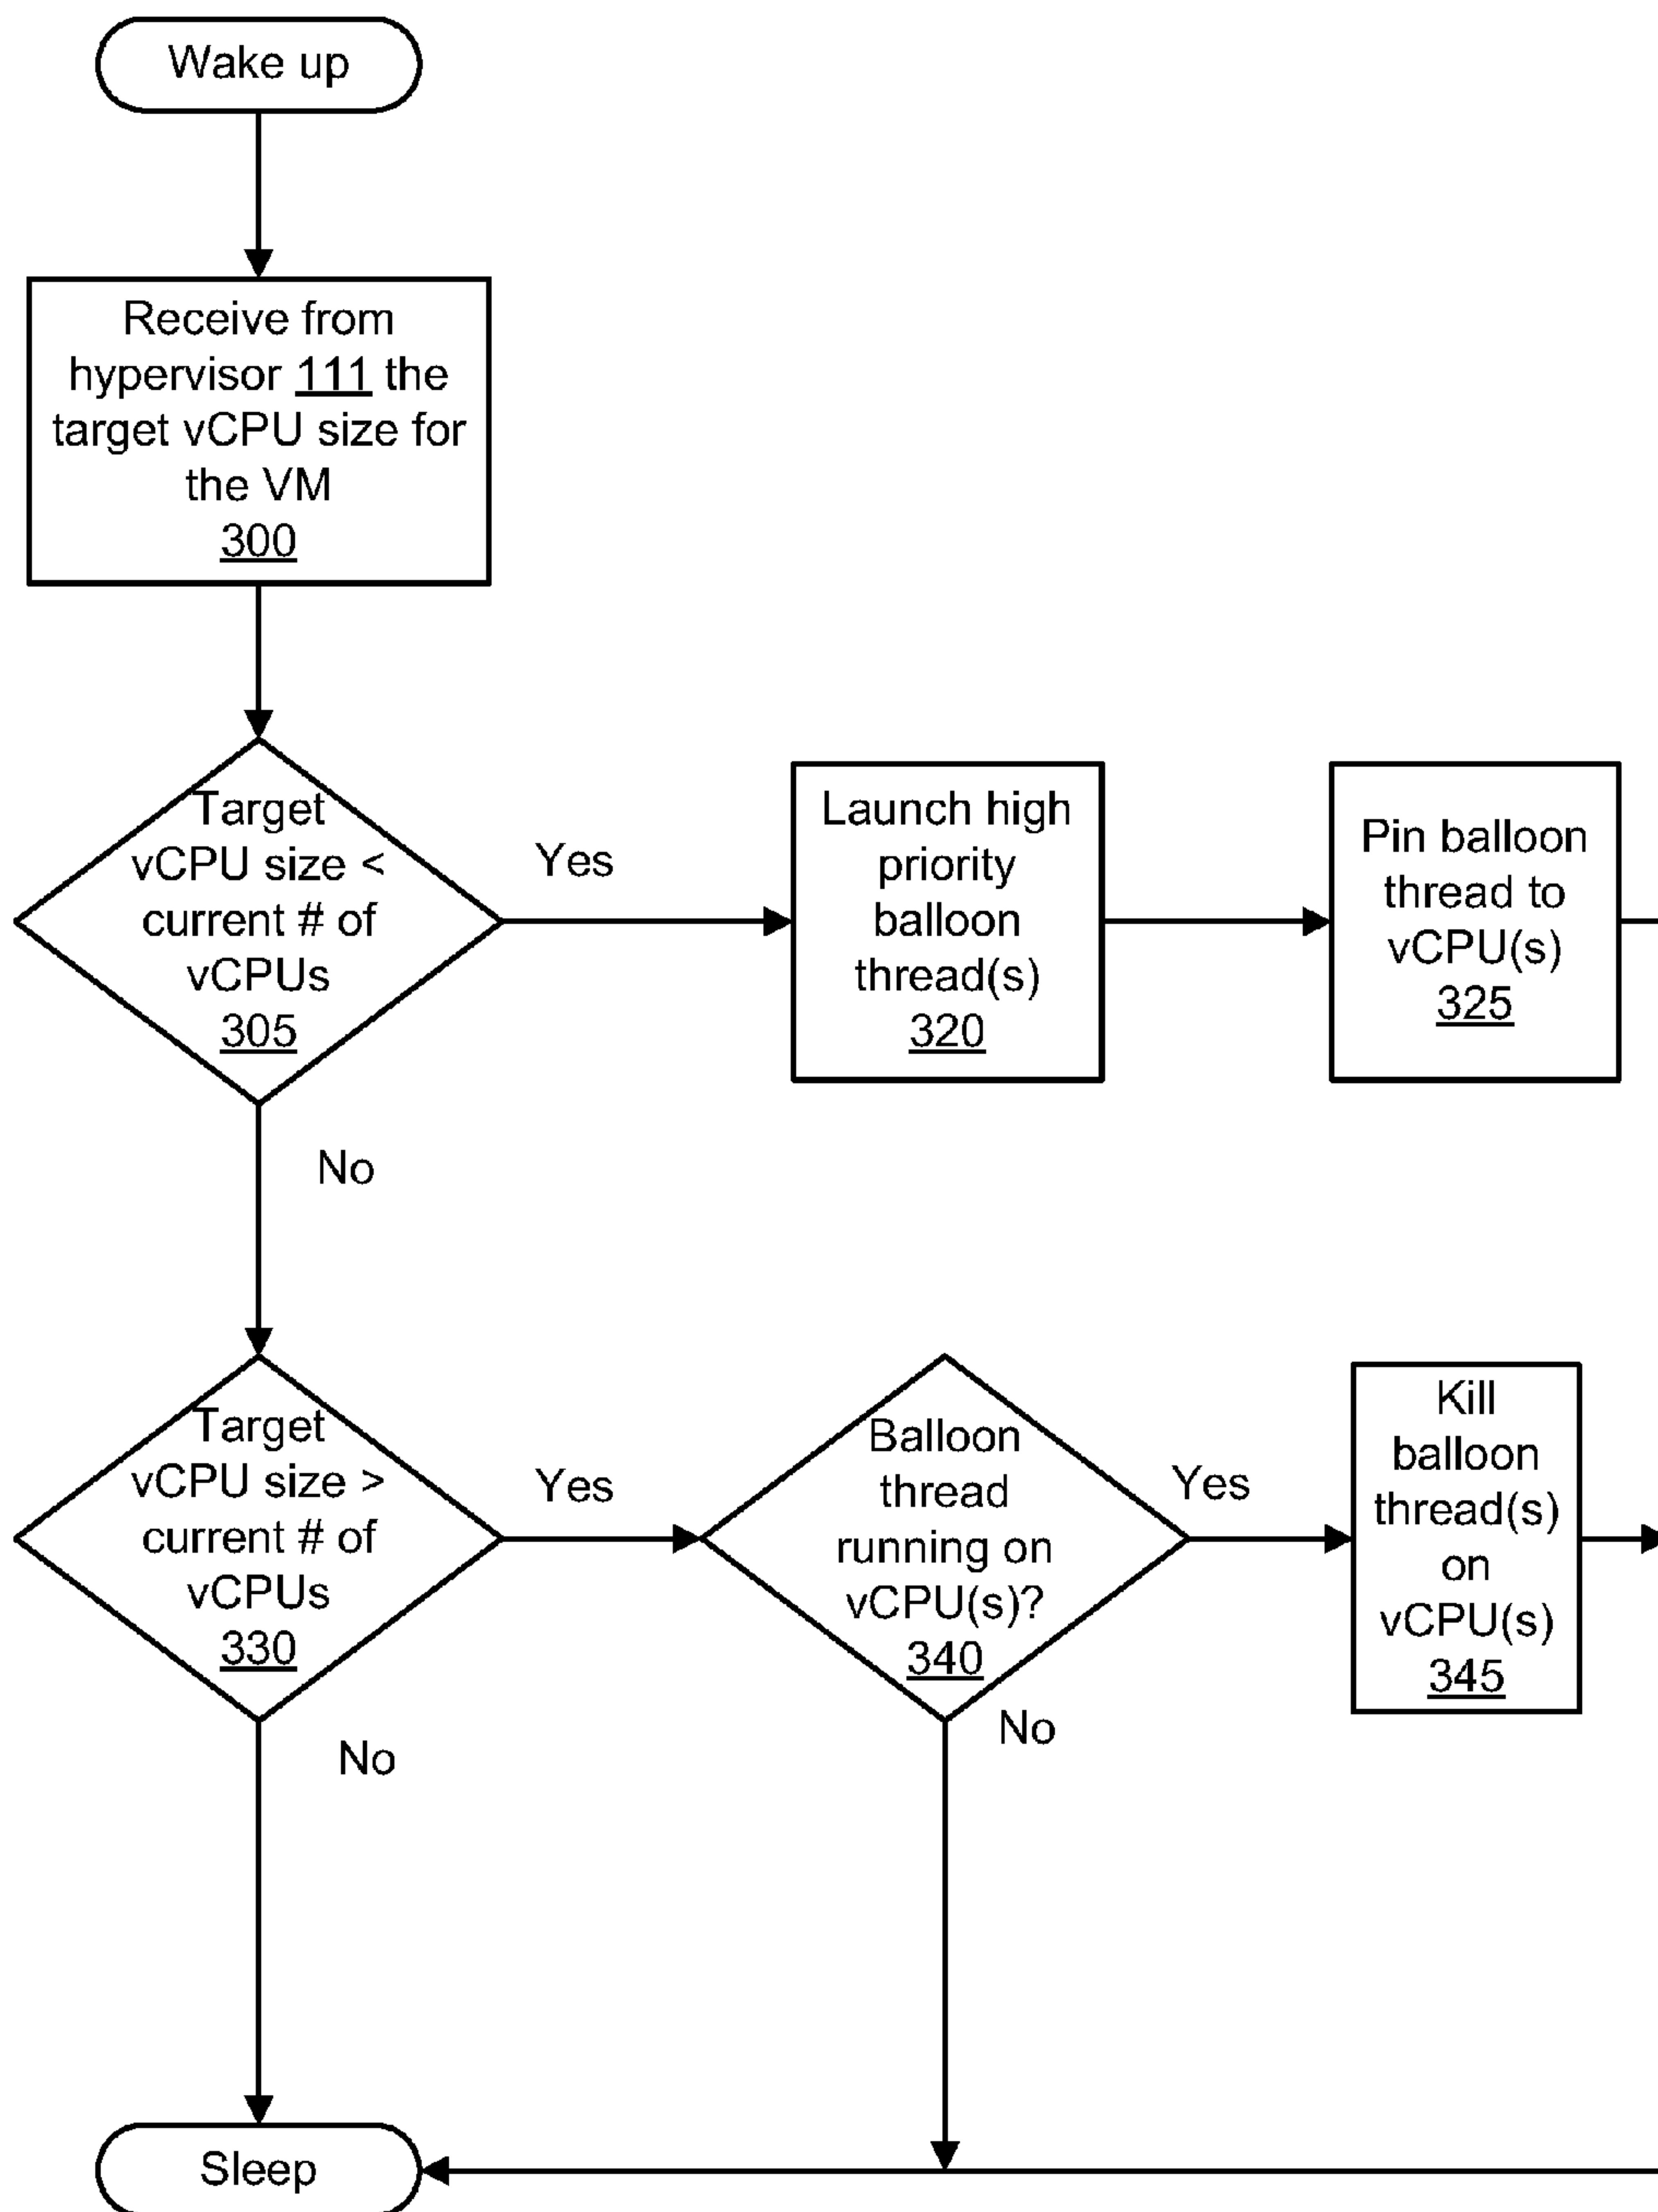 Wake up
Receive from
hypervisor 111 the
target vCPU size for
the VM
300
Target
vCPU size <
current # of
vCPUs
305
Yes
Launch high
priority
balloon
thread(s)
320
Pin balloon
thread to
vCPU(s)
325
No
Target
vCPU size >
current # of
vCPUs
330
Yes
Balloon
thread
running on
vCPU(s)?
340
Yes
Kill
balloon
thread(s)
on
vCPU(s)
345
No
No
Sleep